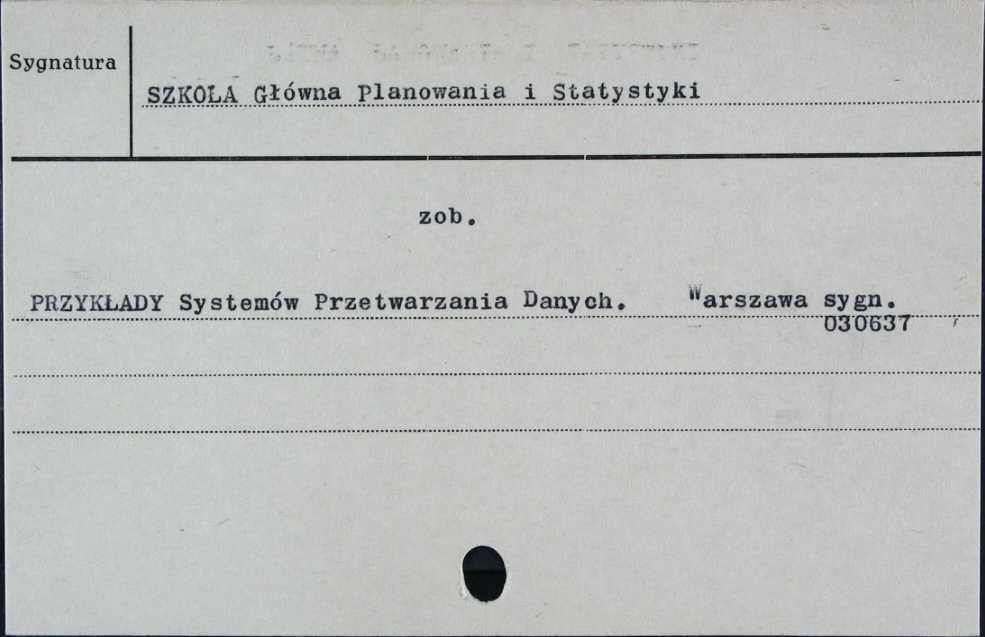 Sygnatura
SZKOŁA Główna Planowania i Statystyki
zob.
PRZYKŁADY Systemów Przetwarzania Danych. Warszawa sygn.
030637